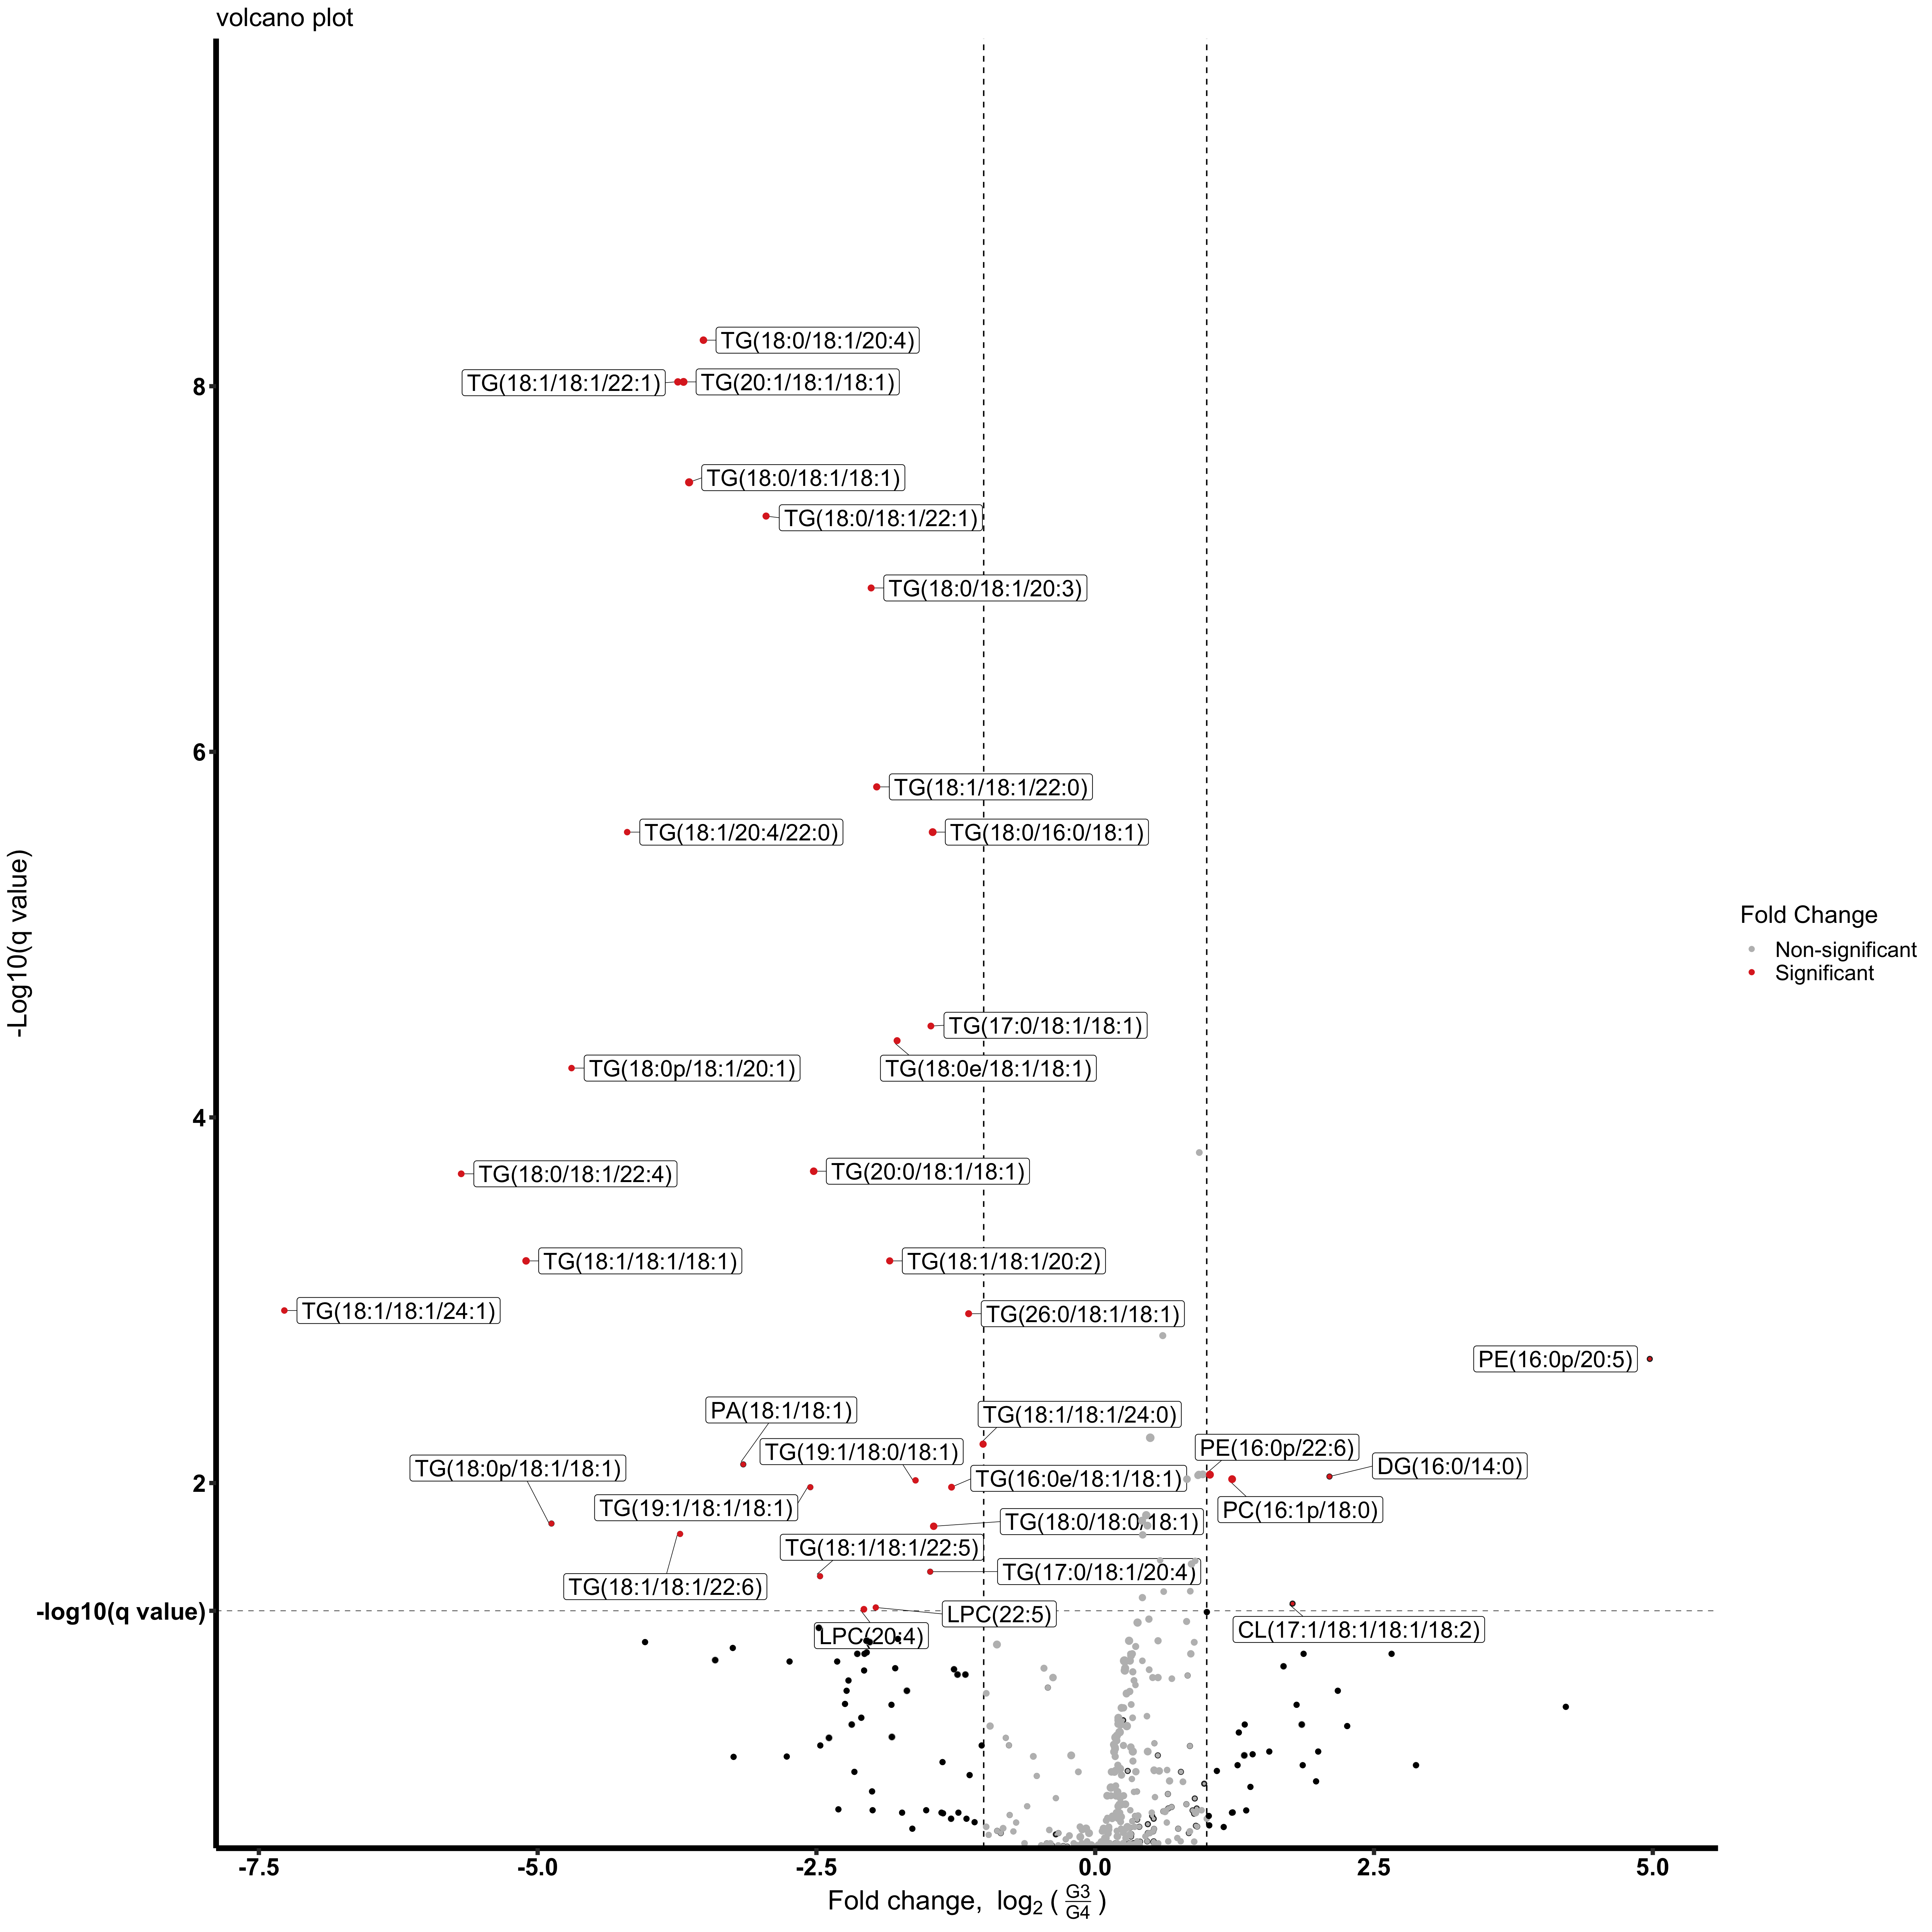 volcano plot
TG(18:0/18:1/20:4)
TG(18:1/18:1/22:1)
TG(20:1/18:1/18:1)
8
TG(18:0/18:1/18:1)
TG(18:0/18:1/22:1)
TG(18:0/18:1/20:3)
6
TG(18:1/18:1/22:0)
TG(18:1/20:4/22:0)
TG(18:0/16:0/18:1)
-Log10(q value)
Fold Change
Non-significant
Significant
TG(17:0/18:1/18:1)
TG(18:0p/18:1/20:1)
TG(18:0e/18:1/18:1)
4
TG(18:0/18:1/22:4)
TG(20:0/18:1/18:1)
TG(18:1/18:1/18:1)
TG(18:1/18:1/20:2)
TG(18:1/18:1/24:1)
TG(26:0/18:1/18:1)
PE(16:0p/20:5)
PA(18:1/18:1)
TG(18:1/18:1/24:0)
TG(19:1/18:0/18:1)
PE(16:0p/22:6)
TG(18:0p/18:1/18:1)
DG(16:0/14:0)
TG(16:0e/18:1/18:1)
2
TG(19:1/18:1/18:1)
PC(16:1p/18:0)
TG(18:0/18:0/18:1)
TG(18:1/18:1/22:5)
TG(17:0/18:1/20:4)
TG(18:1/18:1/22:6)
-log10(q value)
LPC(22:5)
CL(17:1/18:1/18:1/18:2)
LPC(20:4)
-7.5
-5.0
-2.5
0.0
2.5
5.0
Fold change, log2 ( G3/G4 )